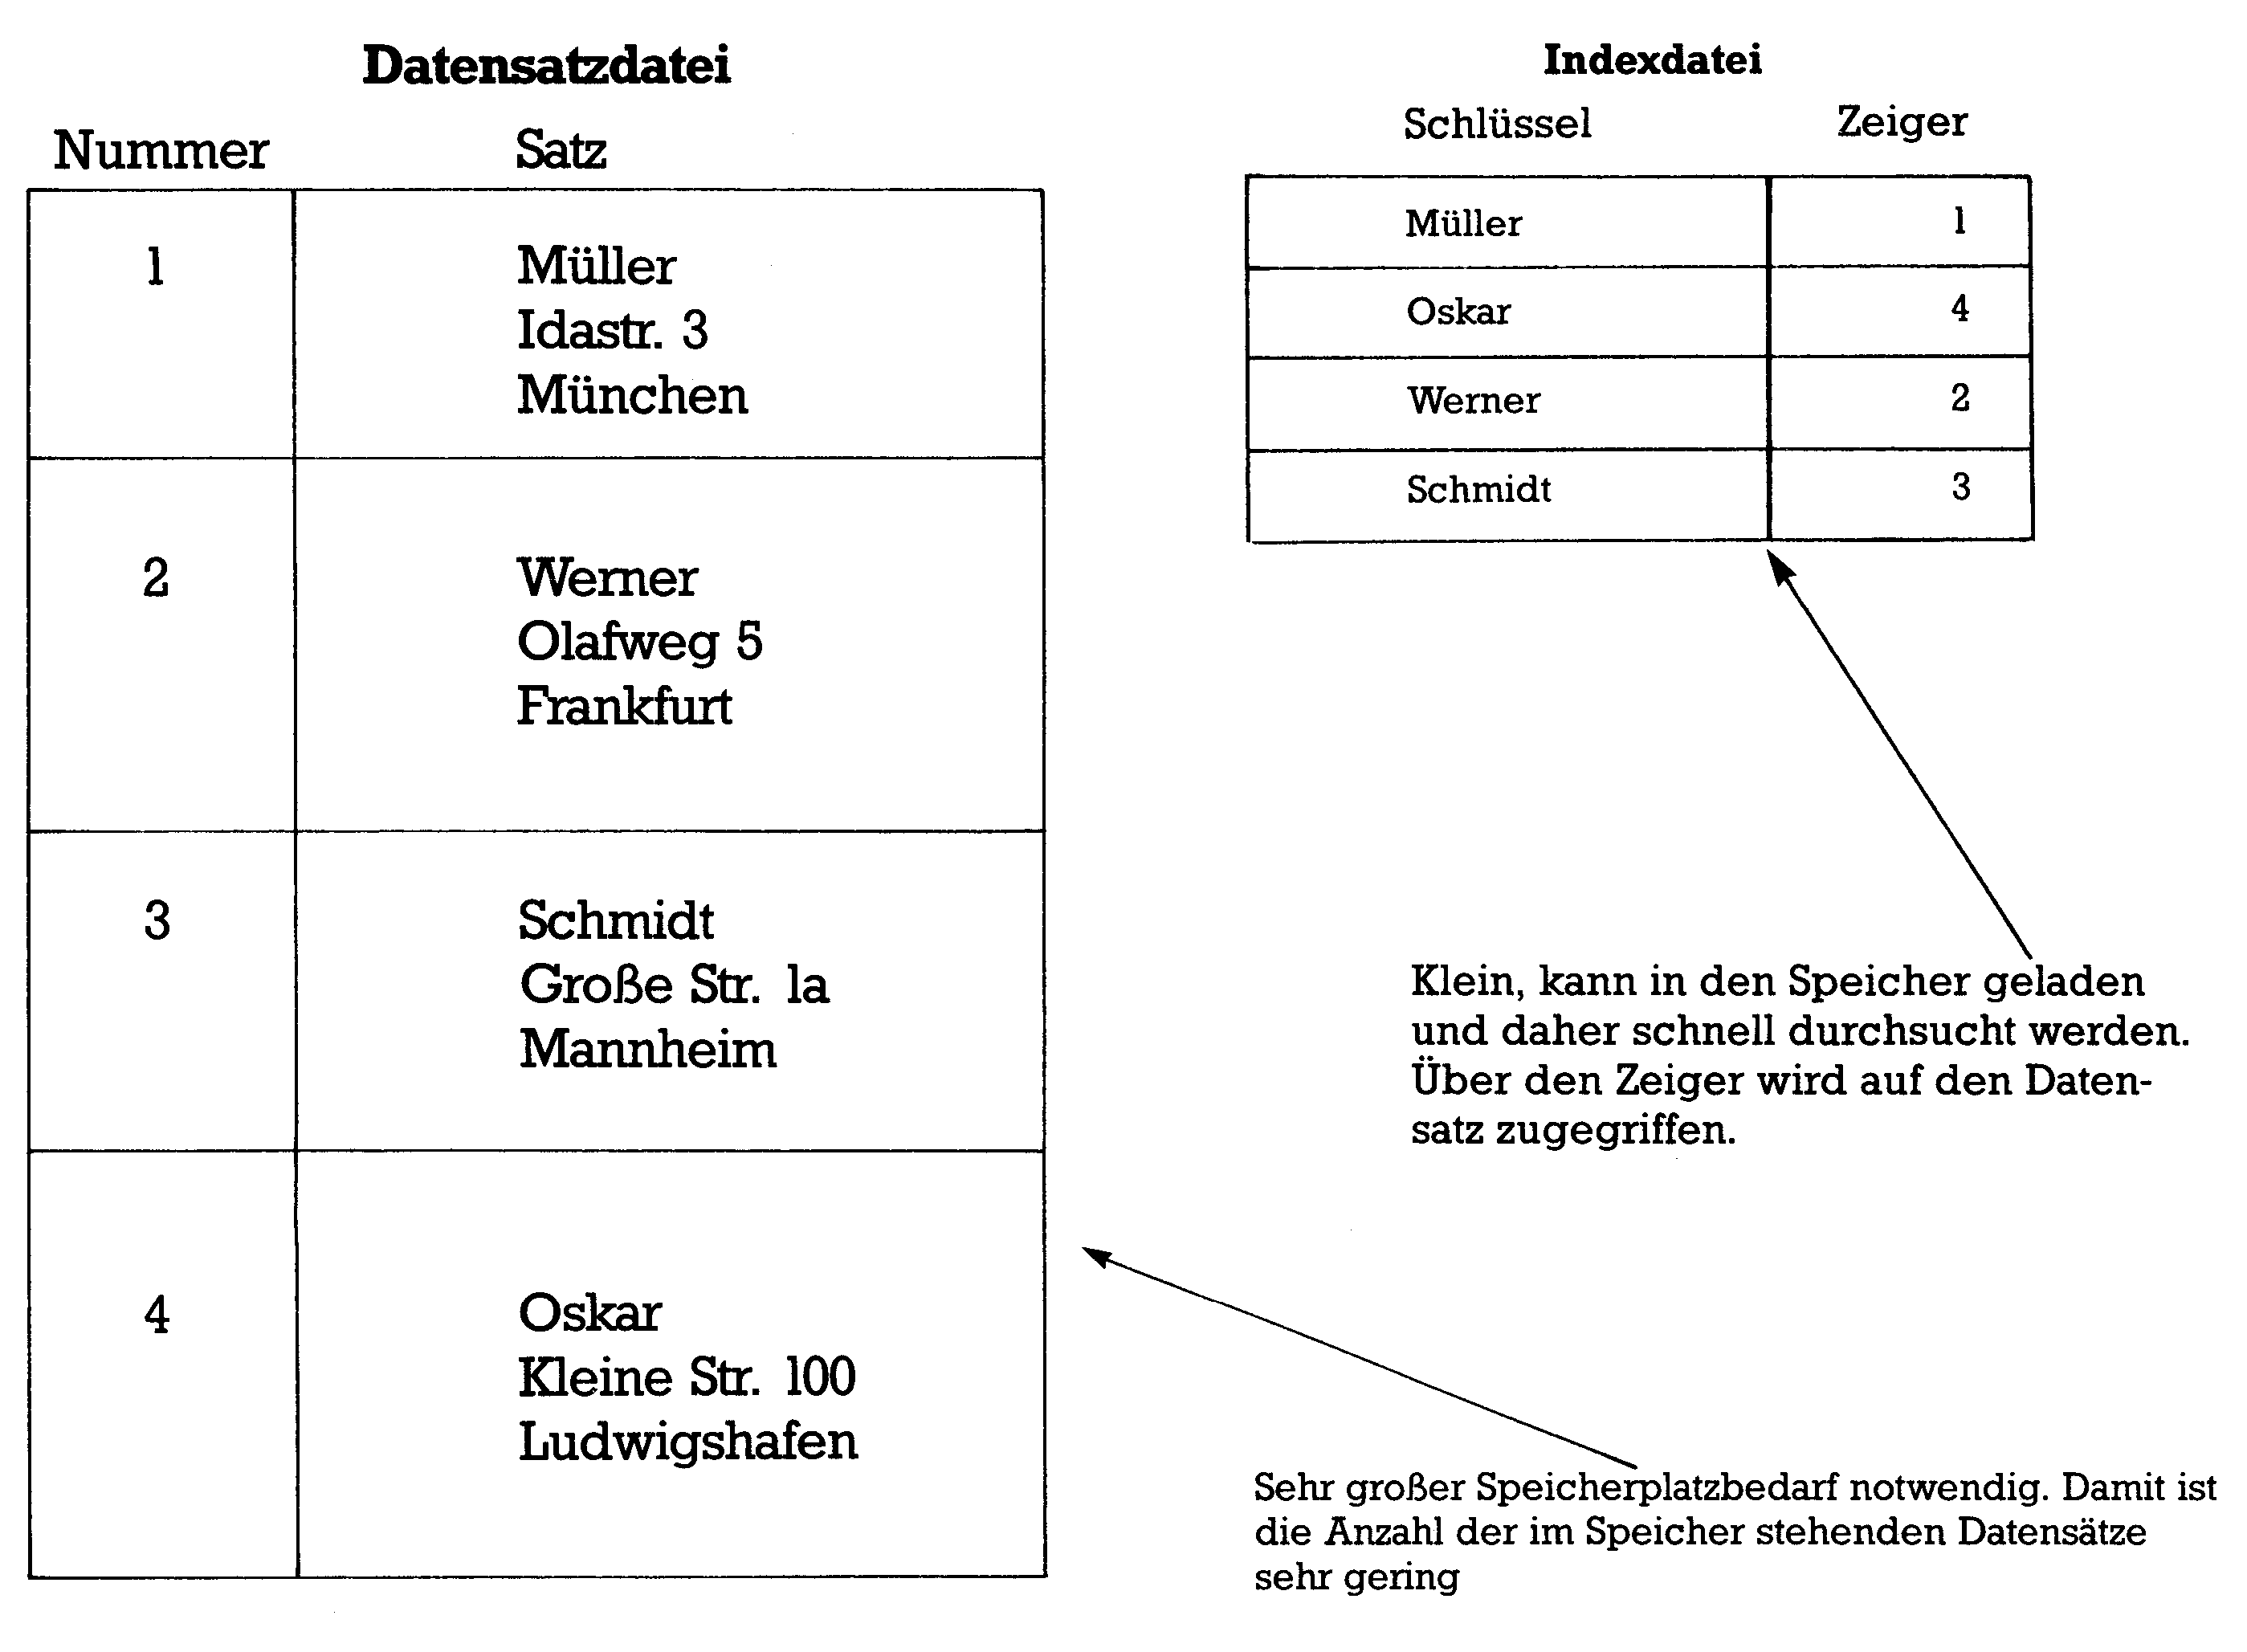 Datensatzdatei
Nummer Satz
1 Müller
Idastr. 3
München
2 Werner
Olafweg 5
Frankfurt
3 Schmidt
Große Str. 1a
Mannheim
4 Oskar
Kleine Str. 100
Ludwigshafen
Indexdatei
Schlüssel Zeiger
Müller 1
Oskar 4
Werner 2
Schmidt 3
Klein, kann in den Speicher geladen
und daher schnell durchsucht werden.
Über den Zeiger wird auf den Daten-
satz zugegriffen.
Sehr großer Speicherplatzbedarf notwendig. Damit ist
die Anzahl der im Speicher stehenden Datensätze
sehr gering